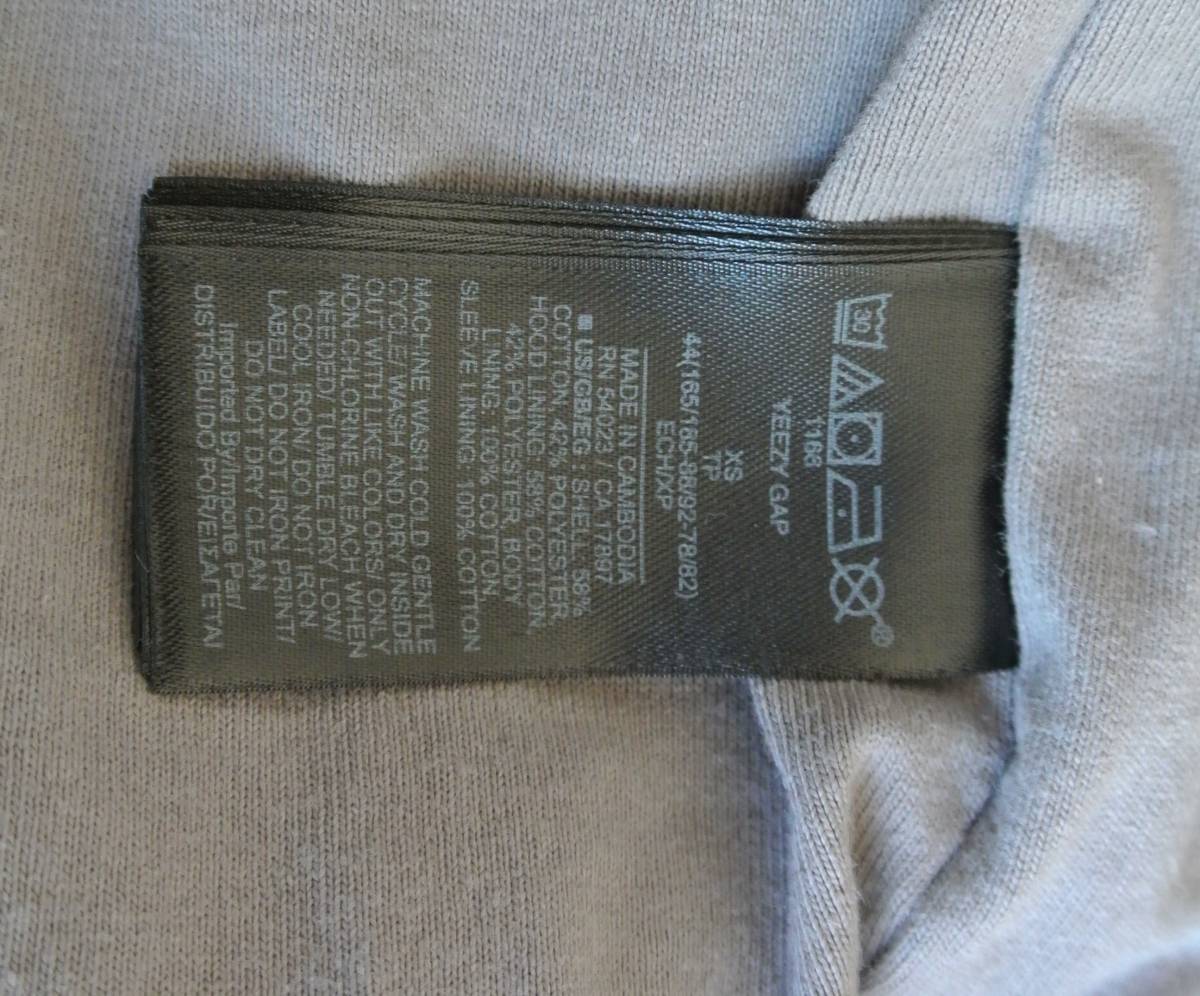 30
®
1166
YEEZY GAP
44(165/165-88/92-78/82)
XS
TP
ECH/XP
MADE IN CAMBODIA
RN 54023 / CA 17897
US/GB/EG : SHELL, 58%
COTTON, 42% POLYESTER.
HOOD LINING, 58% COTTON,
42% POLYESTER. BODY
LINING, 100% COTTON.
SLEEVE LINING: 100% COTTON
MACHINE WASH COLD GENTLE
CYCLE/ WASH AND DRY INSIDE
OUT WITH LIKE COLORS/ ONLY
NON-CHLORINE BLEACH WHEN
NEEDED/ TUMBLE DRY LOW/
COOL IRON/ DO NOT IRON
LABEL/ DO NOT IRON PRINT/
DO NOT DRY CLEAN
Imported By/Importe Par/
DISTRIBUIDO POR/ΕΙΣΑΓΕΤΑΙ